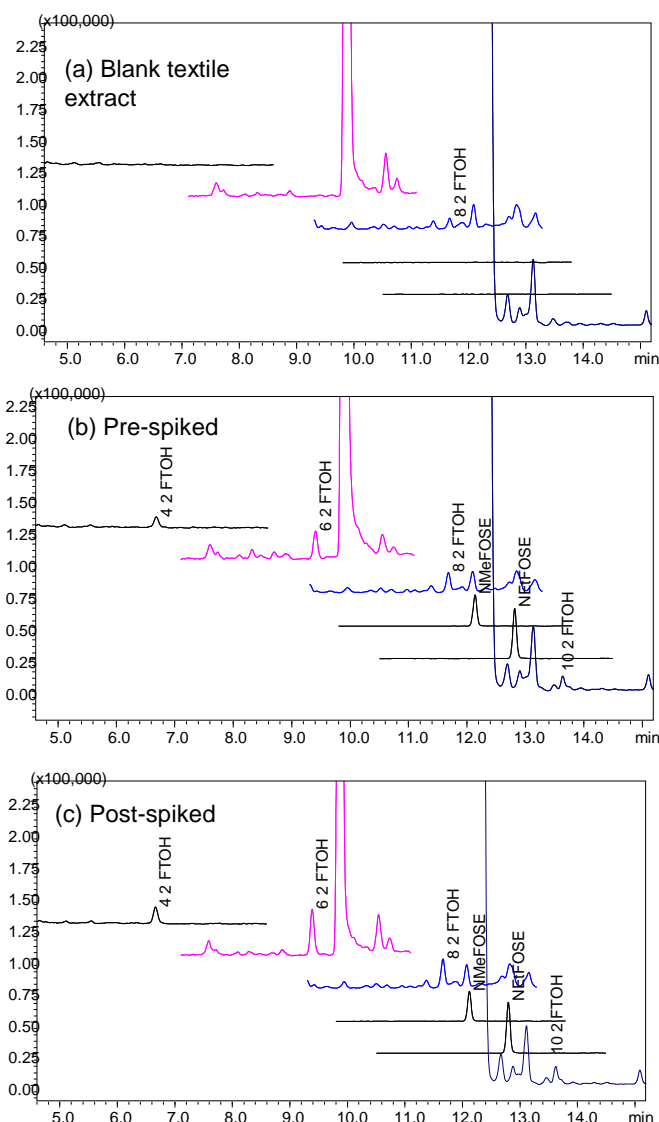 (x100,000)
2.25
(a) Blank textile
extract
2.00
1.75
1.50
1.25
1.00
8 2 FTOH
0.75
0.50
0.25
0.00
5.0 6.0 7.0 8.0 9.0 10.0 11.0 12.0 13.0 14.0 min
(x100,000)
2.25
(b) Pre-spiked
2.00
1.75
4 2 FTOH
6 2 FTOH
1.50
1.25
8 2 FTOH
NMeFOSE
NEtFOSE
1.00
0.75
10 2 FTOH
0.50
0.25
0.00
5.0 6.0 7.0 8.0 9.0 10.0 11.0 12.0 13.0 14.0 min
(x100,000)
2.25
(c) Post-spiked
2.00
1.75
4 2 FTOH
6 2 FTOH
1.50
1.25
8 2 FTOH
NMeFOSE
NEtFOSE
1.00
0.75
10 2 FTOH
0.50
0.25
0.00
5.0 6.0 7.0 8.0 9.0 10.0 11.0 12.0 13.0 14.0 min